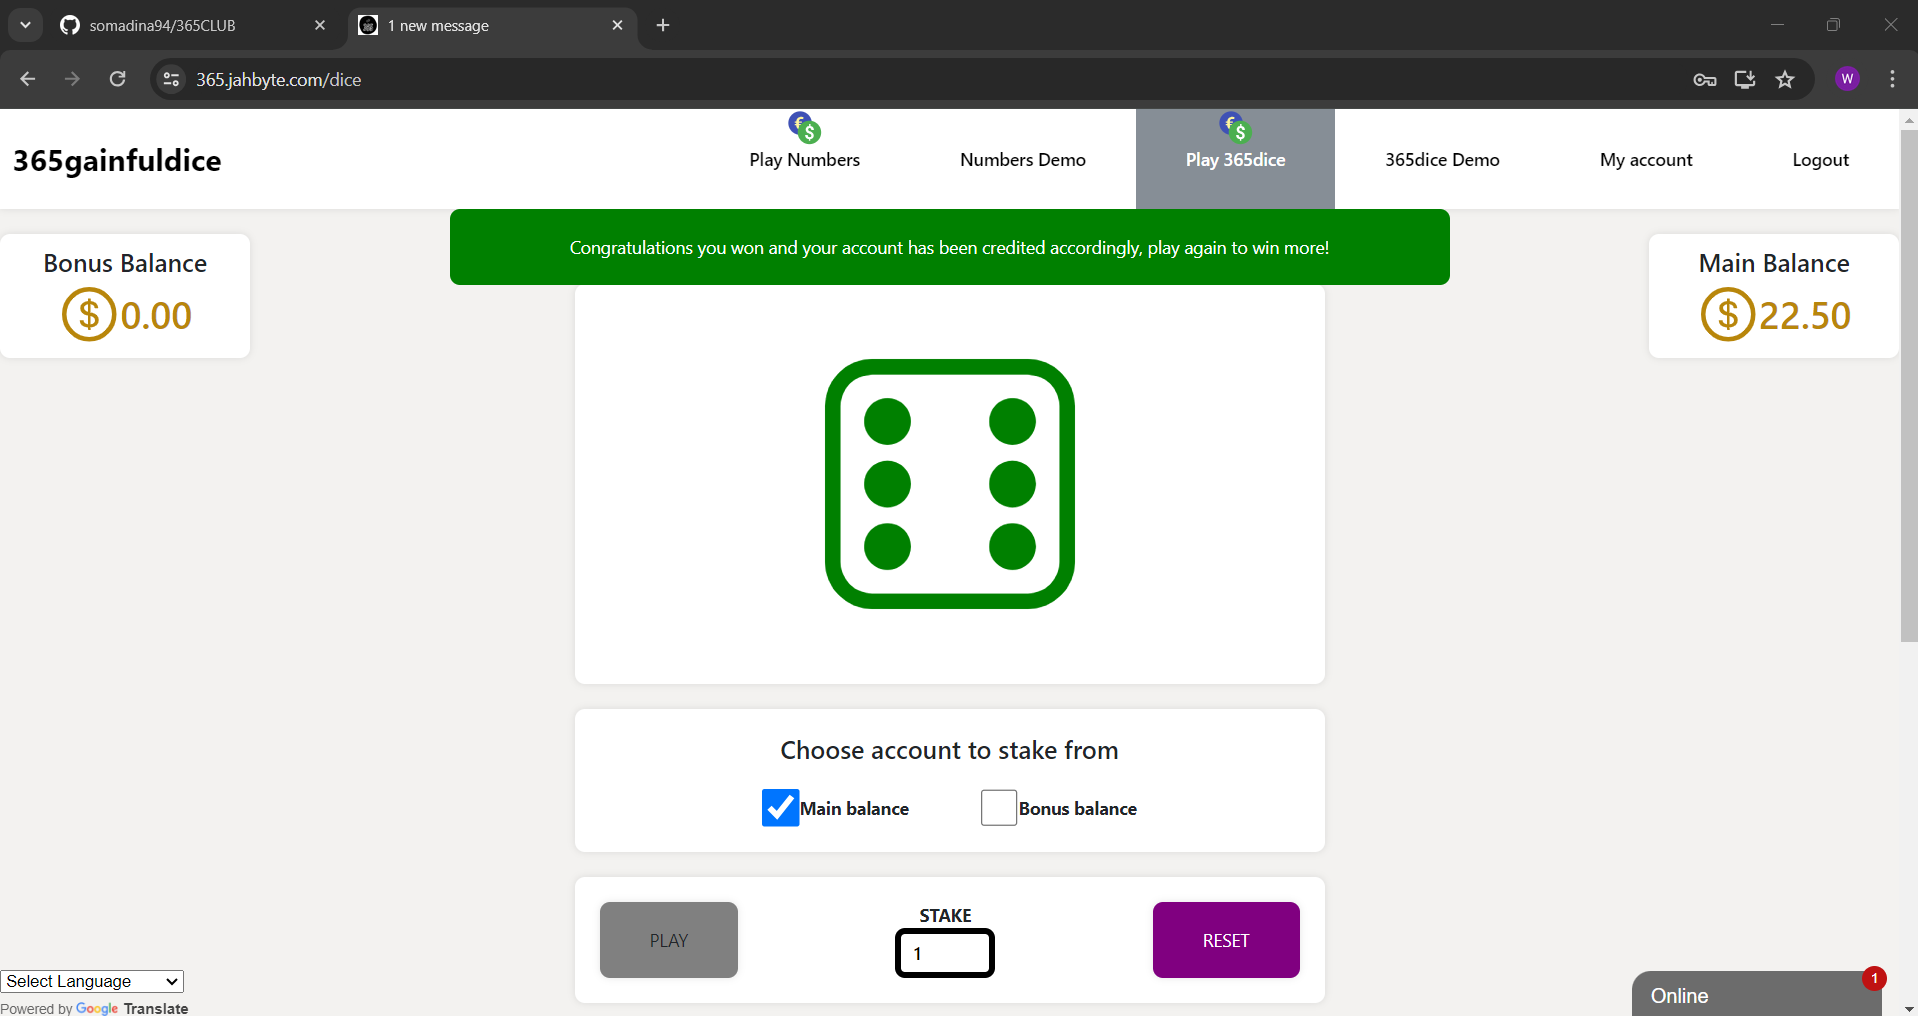 somadina94/365CLUB
1 new message
365.jahbyte.com/dice
W
365gainfuldice
Play Numbers
Numbers Demo
Play 365dice
365dice Demo
My account
Logout
Congratulations you won and your account has been credited accordingly, play again to win more!
Bonus Balance
$ 0.00
Main Balance
$ 22.50
Choose account to stake from
Main balance
Bonus balance
PLAY
STAKE
1
RESET
Select Language
Powered by Google Translate
Online
1